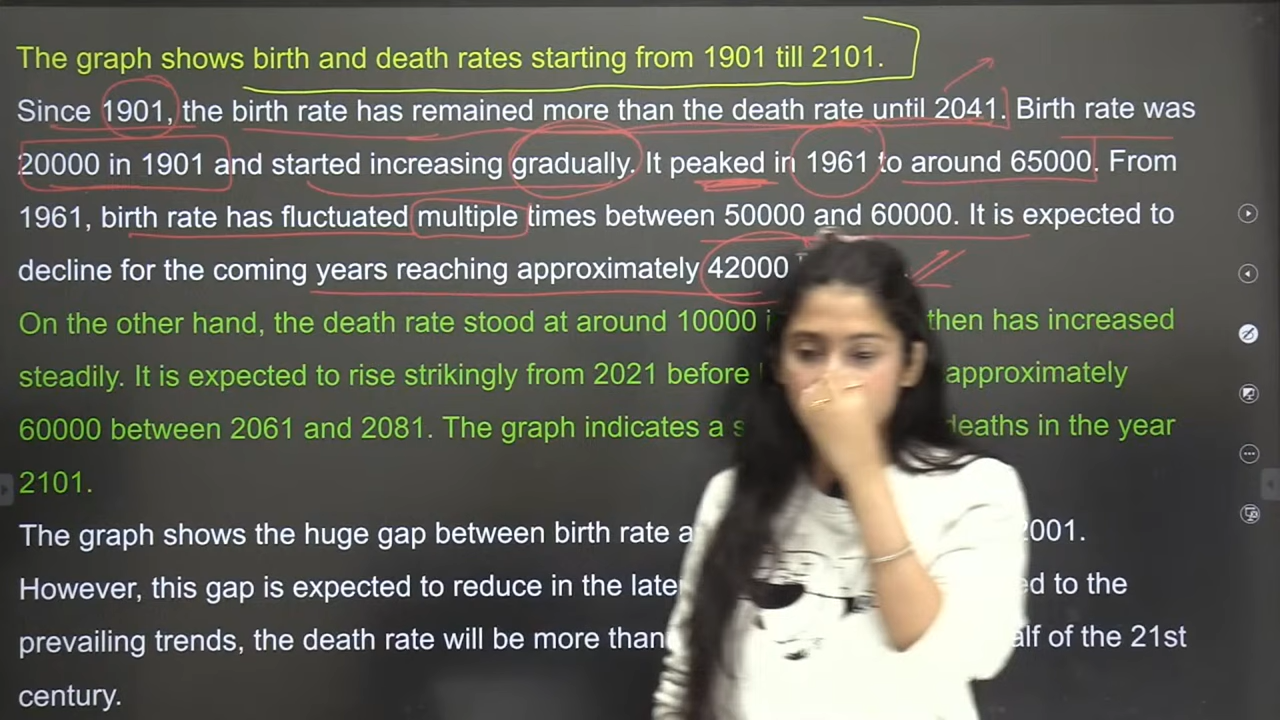 The graph shows birth and death rates starting from 1901 till 2101.
Since 1901, the birth rate has remained more than the death rate until 2041. Birth rate was
20000 in 1901 and started increasing gradually. It peaked in 1961 to around 65000. From
1961, birth rate has fluctuated multiple times between 50000 and 60000. It is expected to
decline for the coming years reaching approximately 42000
On the other hand, the death rate stood at around 10000 then has increased
steadily. It is expected to rise strikingly from 2021 before approximately
60000 between 2061 and 2081. The graph indicates a deaths in the year
2101.
The graph shows the huge gap between birth rate 2001.
However, this gap is expected to reduce in the to the
prevailing trends, the death rate will be more than of the 21st
century.